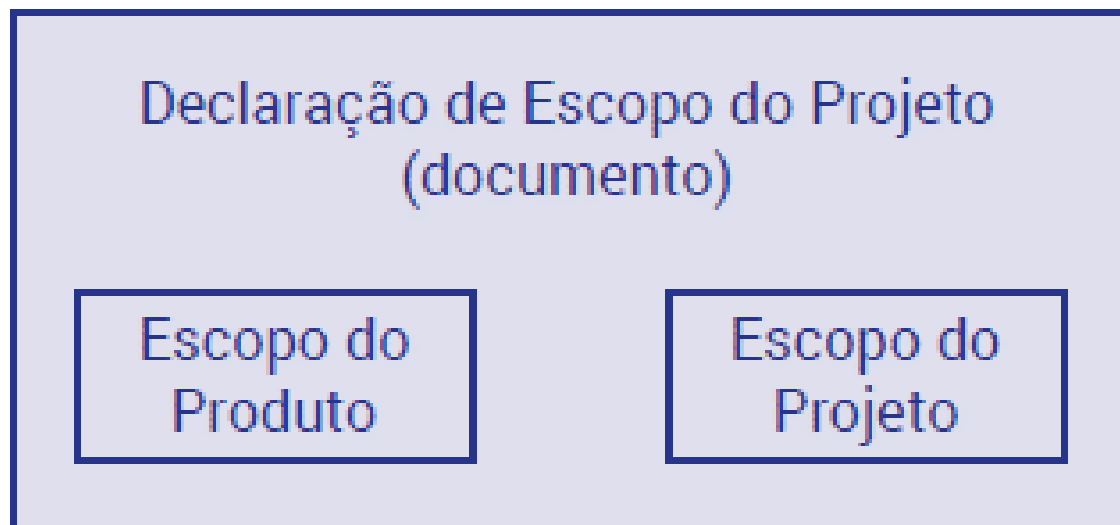 Declaração de Escopo do Projeto
(documento)
Escopo do
Produto
Escopo do
Projeto